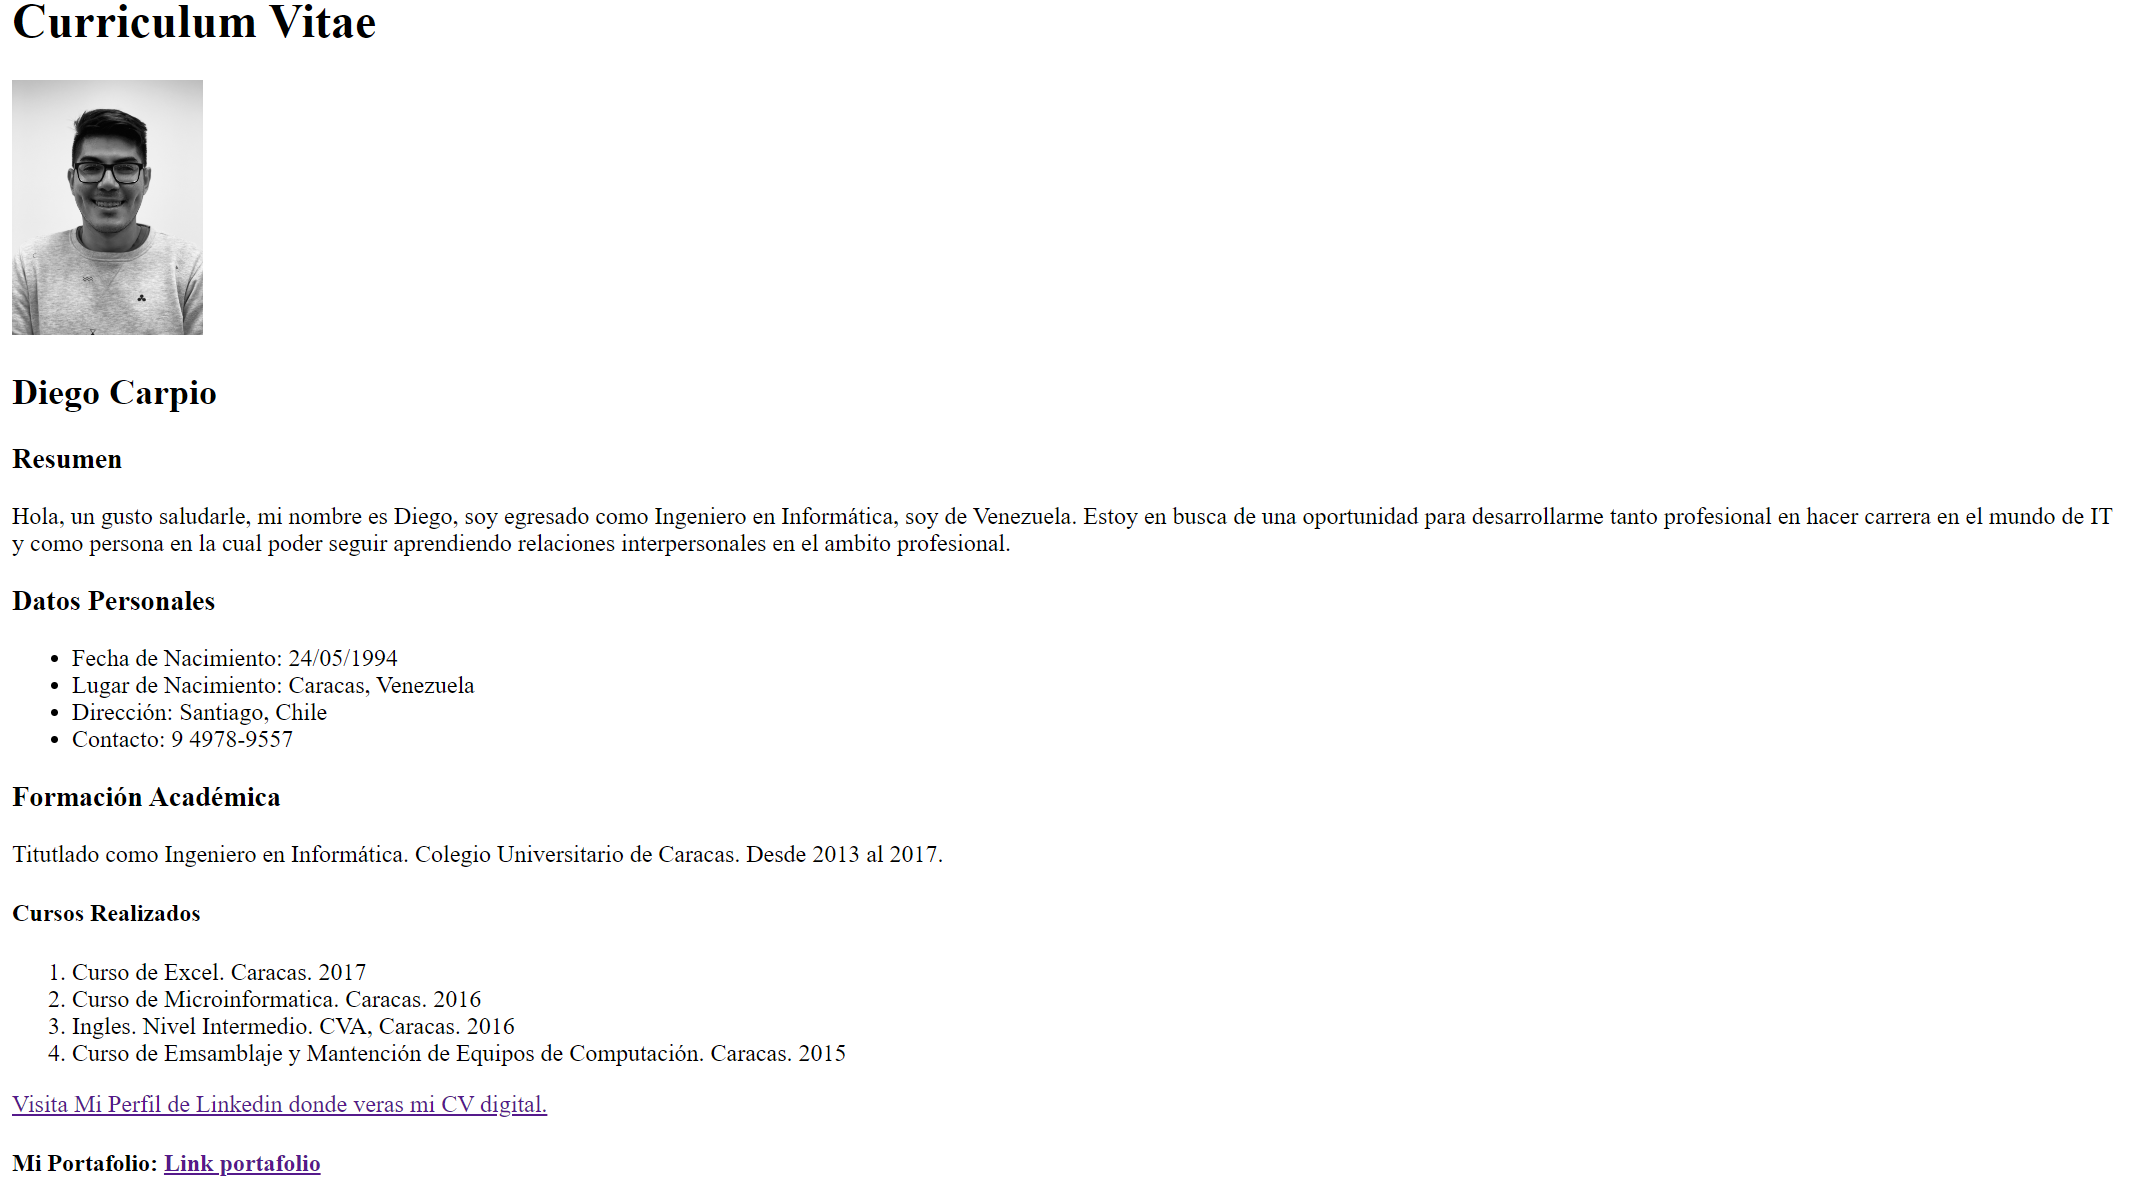 Curriculum Vitae
Diego Carpio
Resumen
Hola, un gusto saludarle, mi nombre es Diego, soy egresado como Ingeniero en Informática, soy de Venezuela. Estoy en busca de una oportunidad para desarrollarme tanto profesional en hacer carrera en el mundo de IT
y como persona en la cual poder seguir aprendiendo relaciones interpersonales en el ambito profesional.
Datos Personales
• Fecha de Nacimiento: 24/05/1994
• Lugar de Nacimiento: Caracas, Venezuela
• Dirección: Santiago, Chile
• Contacto: 9 4978-9557
Formación Académica
Titutlado como Ingeniero en Informática. Colegio Universitario de Caracas. Desde 2013 al 2017.
Cursos Realizados
1. Curso de Excel. Caracas. 2017
2. Curso de Microinformatica. Caracas. 2016
3. Ingles. Nivel Intermedio. CVA, Caracas. 2016
4. Curso de Emsamblaje y Mantención de Equipos de Computación. Caracas. 2015
Visita Mi Perfil de Linkedin donde veras mi CV digital.
Mi Portafolio: Link portafolio